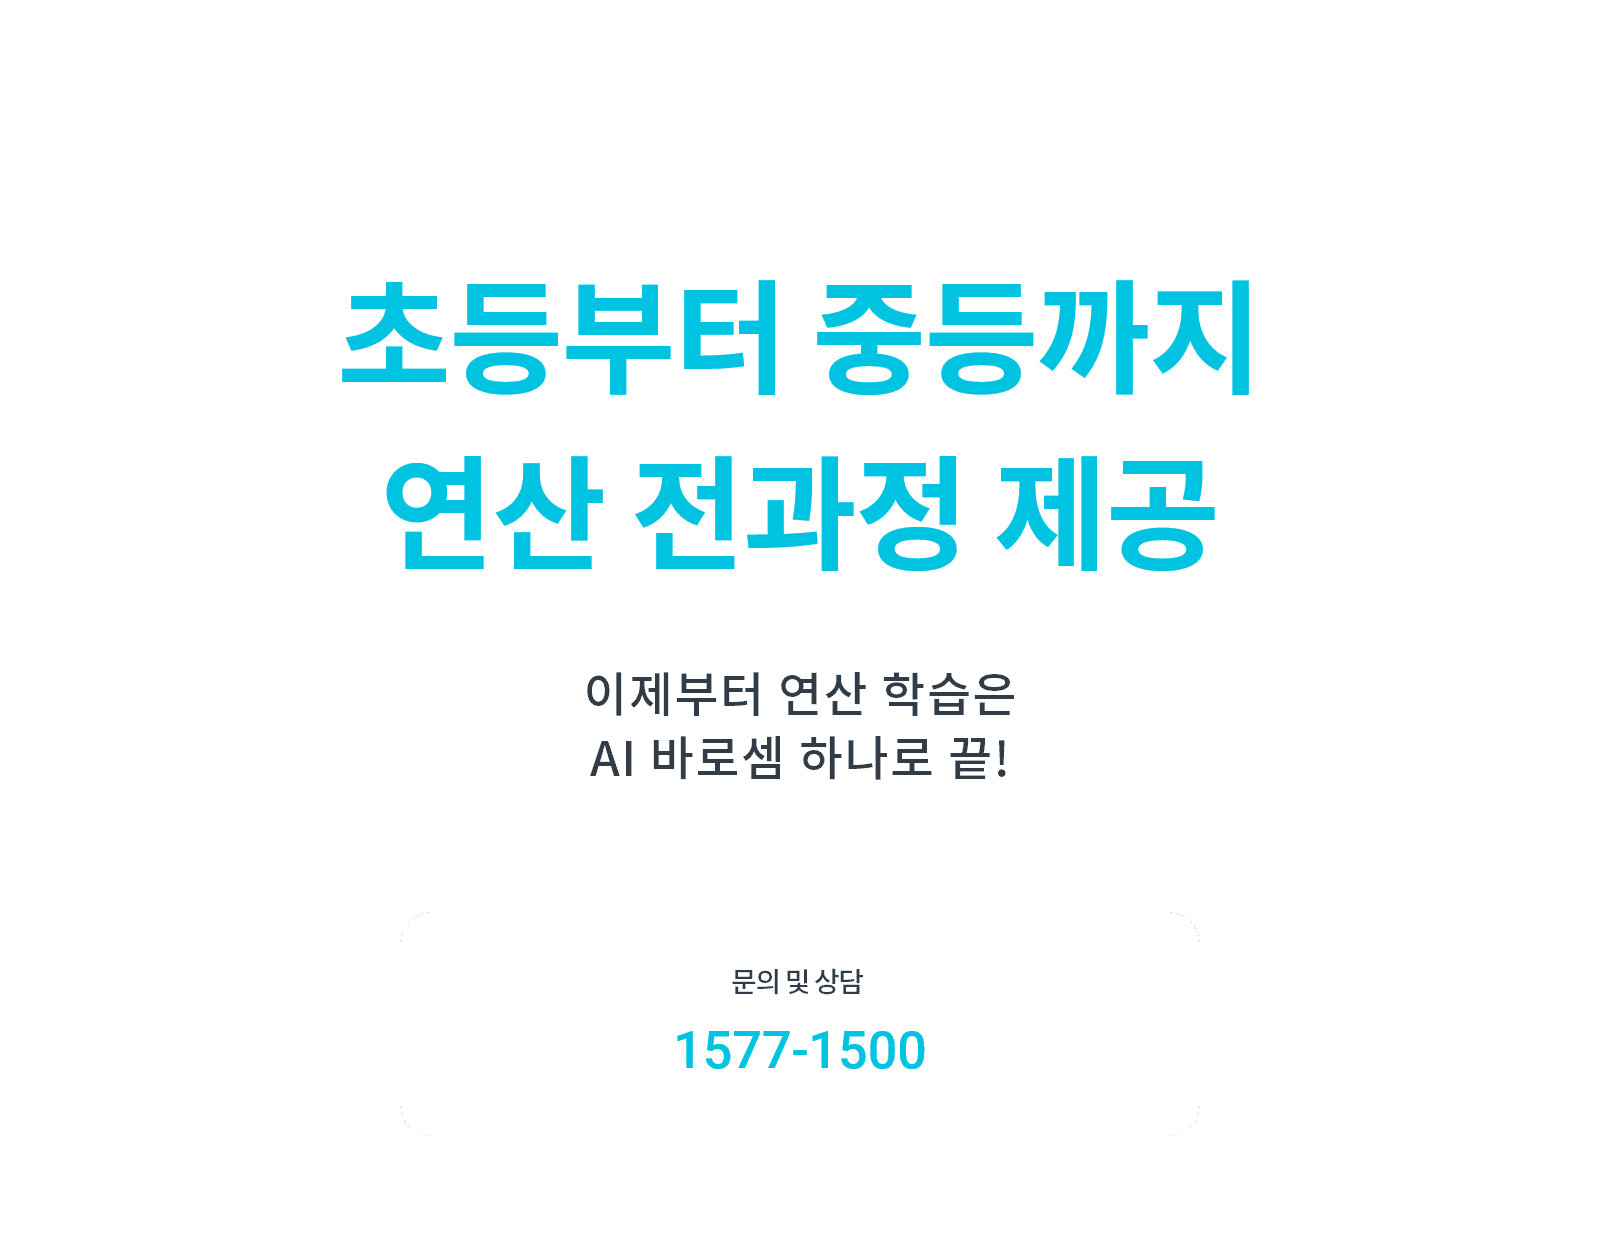 초등부터 중등까지
연산 전과정 제공
이제부터 연산 학습은
AI 바로셈 하나로 끝!
문의 및 상담
1577-1500